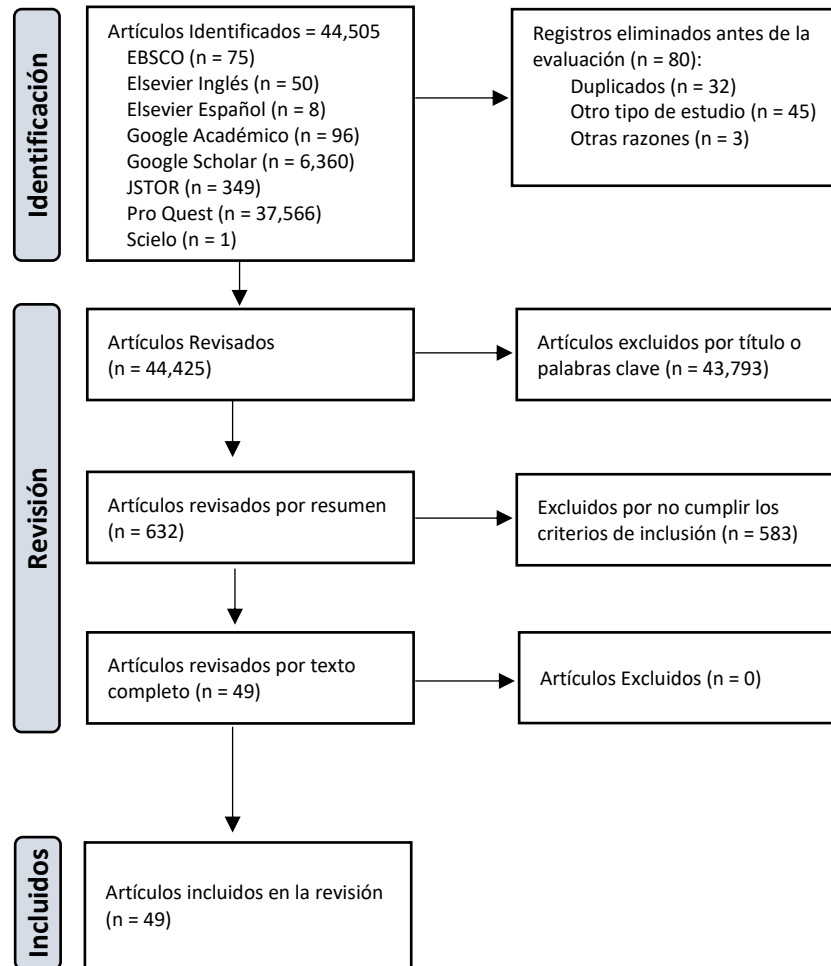 Identificación
Artículos Identificados = 44,505
EBSCO (n = 75)
Elsevier Inglés (n = 50)
Elsevier Español (n = 8)
Google Académico (n = 96)
Google Scholar (n = 6,360)
JSTOR (n = 349)
Pro Quest (n = 37,566)
Scielo (n = 1)
Registros eliminados antes de la
evaluación (n = 80):
Duplicados (n = 32)
Otro tipo de estudio (n = 45)
Otras razones (n = 3)
Revisión
Artículos Revisados
(n = 44,425)
Artículos excluidos por título o
palabras clave (n = 43,793)
Artículos revisados por resumen
(n = 632)
Excluidos por no cumplir los
criterios de inclusión (n = 583)
Artículos revisados por texto
completo (n = 49)
Artículos Excluidos (n = 0)
Incluidos
Artículos incluidos en la revisión
(n = 49)